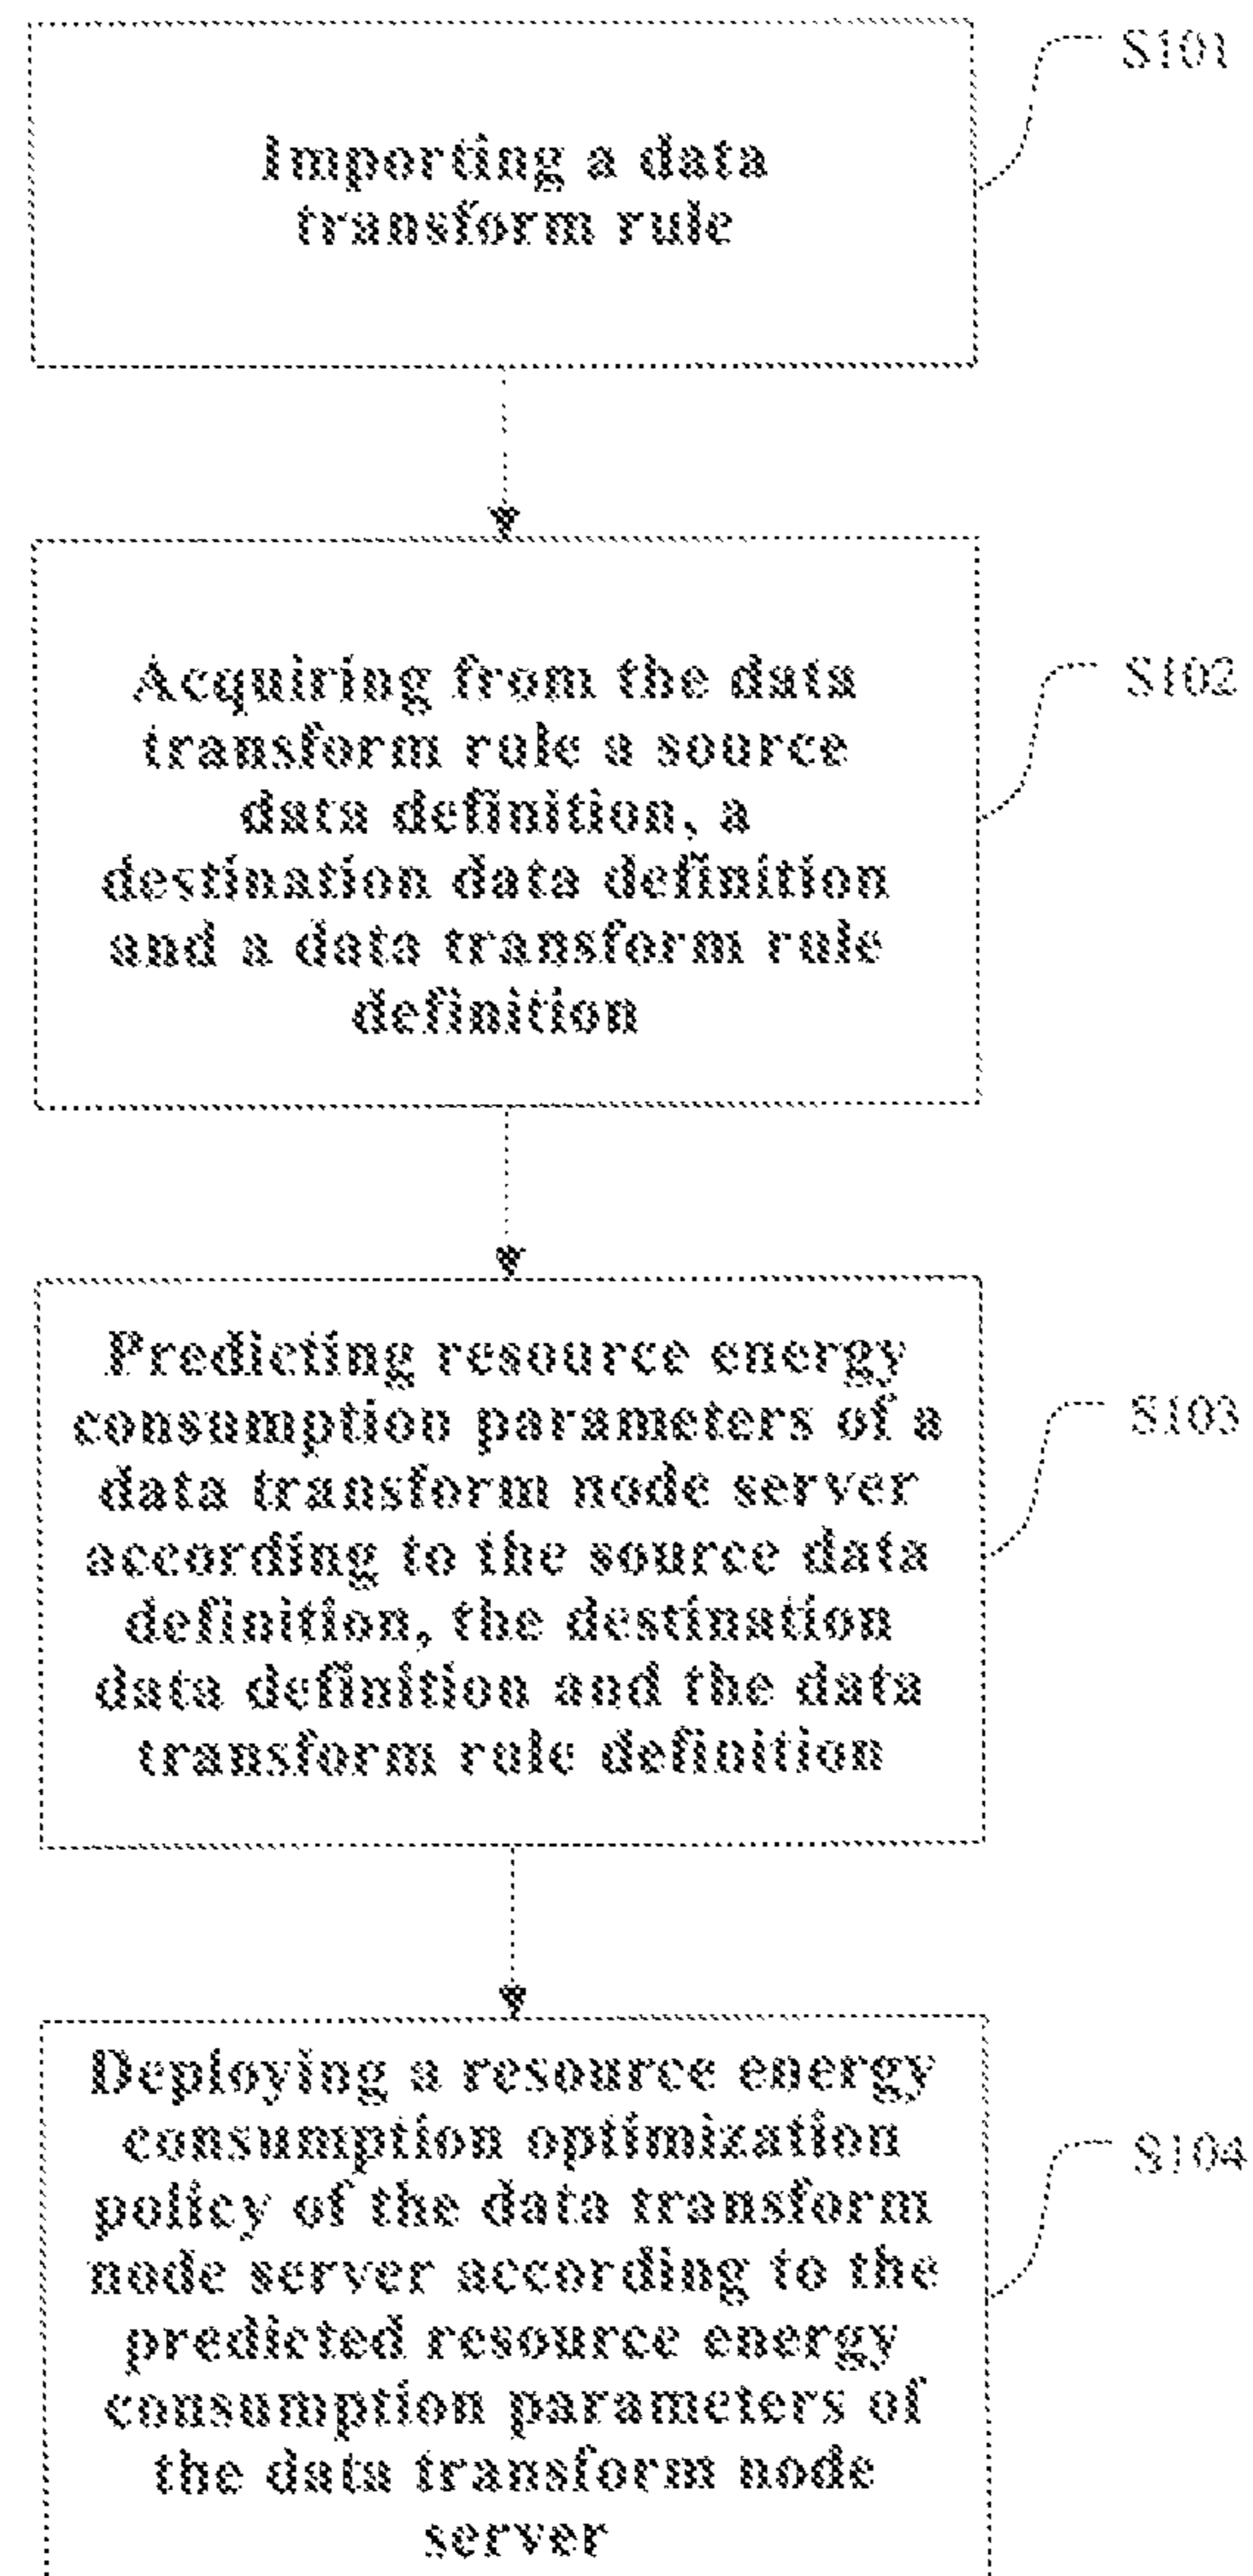 Importing a data
transform rule
S101
Acquiring from the data
transform rule a source
data definition, a
destination data definition
and a data transform rule
definition
S102
Predicting resource energy
consumption parameters of a
data transform node server
according to the source data
definition, the destination
data definition and the data
transform rule definition
S103
Deploying a resource energy
consumption optimization
policy of the data transform
node server according to the
predicted resource energy
consumption parameters of
the data transform node
server
S104